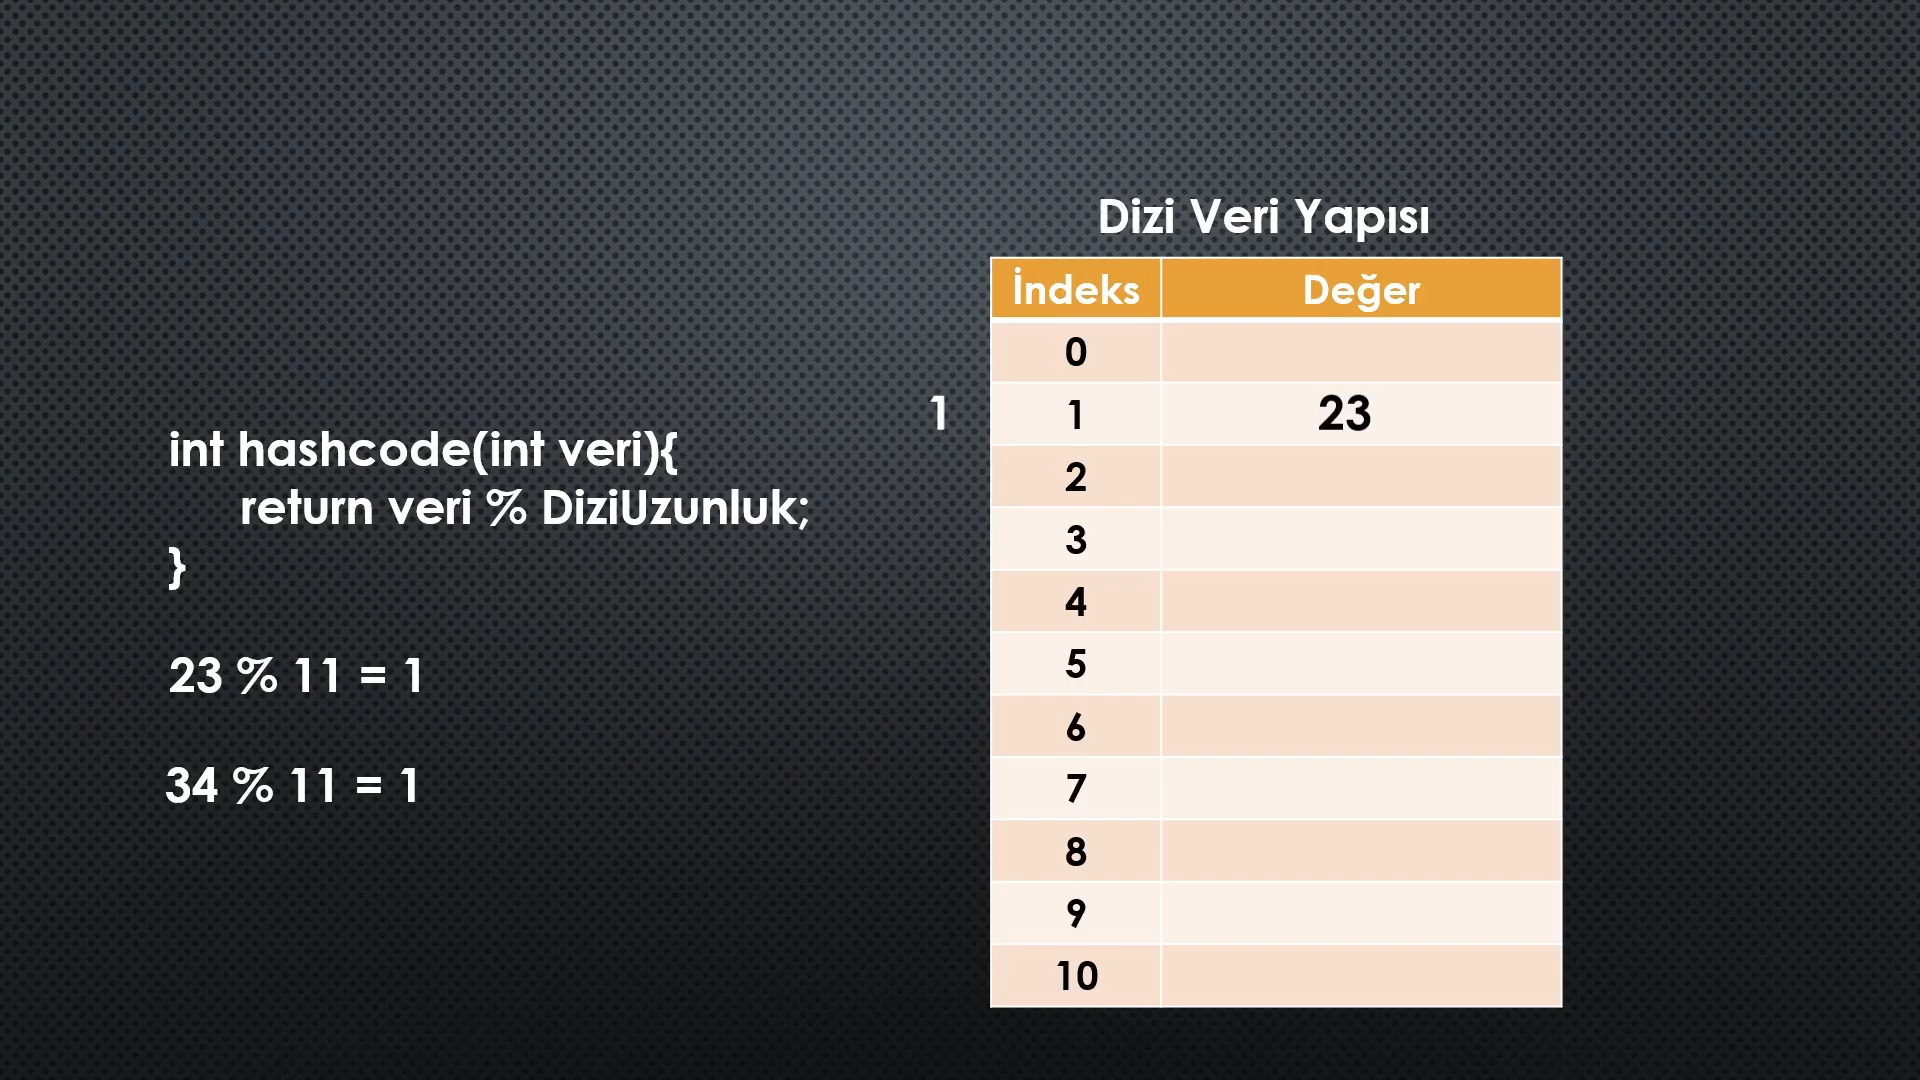 int hashcode(int veri){
return veri % DiziUzunluk;
}
23 % 11 = 1
34 % 11 = 1
Dizi Veri Yapısı
İndeks Değer
0
1 1 23
2
3
4
5
6
7
8
9
10